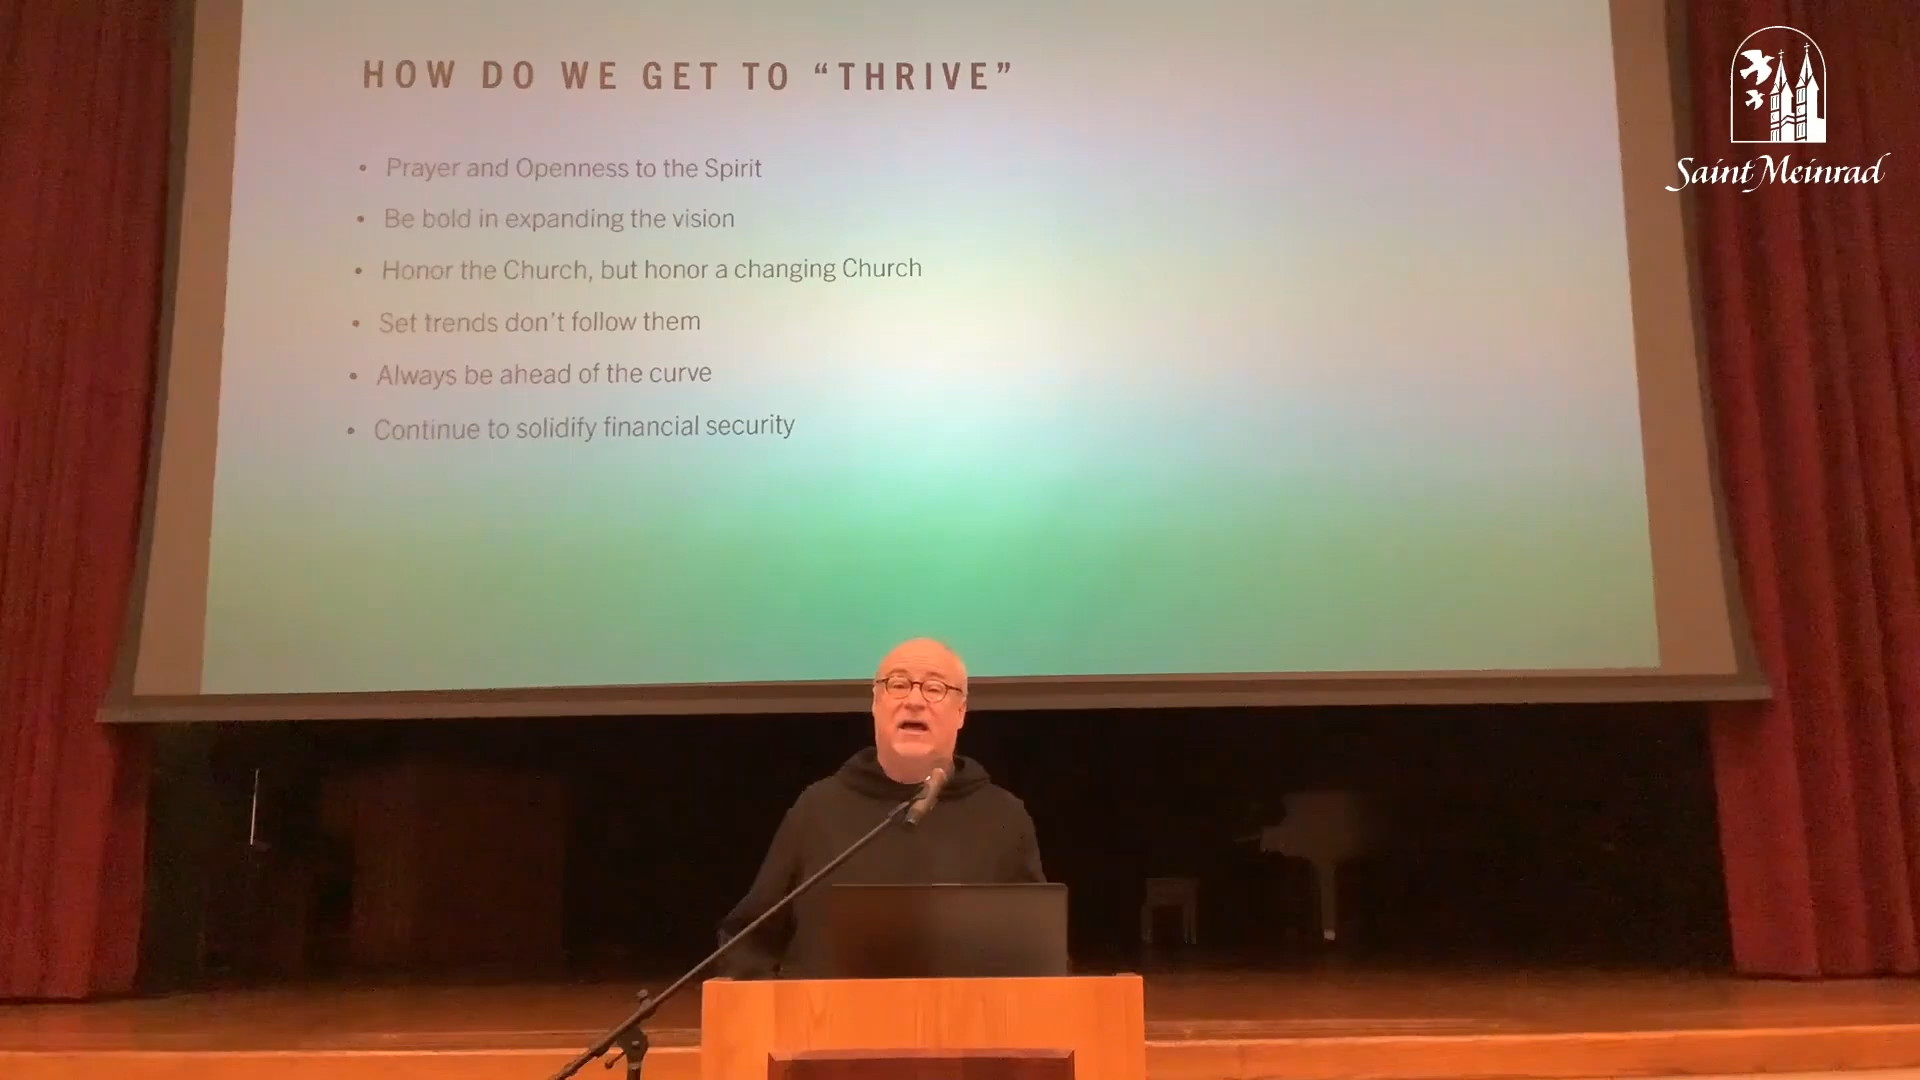 HOW DO WE GET TO “THRIVE”
• Prayer and Openness to the Spirit
• Be bold in expanding the vision
• Honor the Church, but honor a changing Church
• Set trends don’t follow them
• Always be ahead of the curve
• Continue to solidify financial security
Saint Meinrad